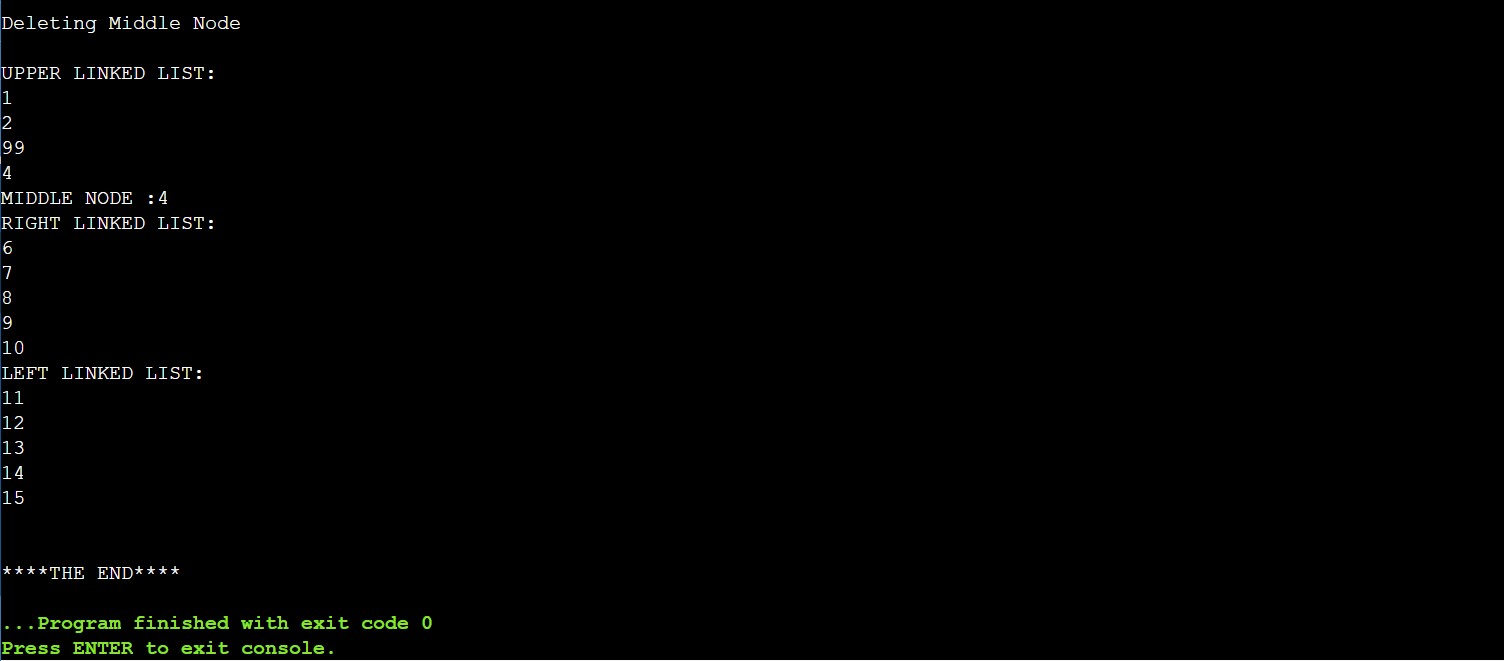 Deleting Middle Node
UPPER LINKED LIST:
1
2
99
4
MIDDLE NODE :4
RIGHT LINKED LIST:
6
7
8
9
10
LEFT LINKED LIST:
11
12
13
14
15
****THE END****
...Program finished with exit code 0
Press ENTER to exit console.